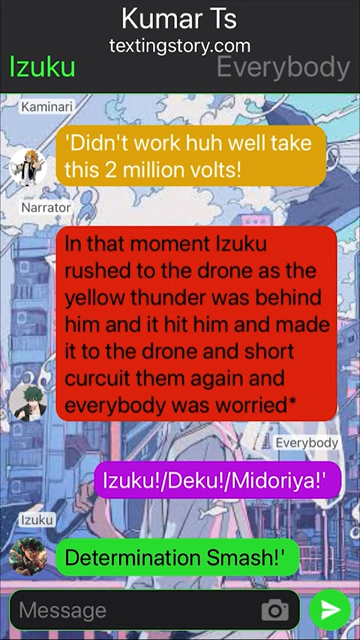 Kumar Ts
textingstory.com
Izuku
Everybody
Kaminari
'Didn't work huh well take
this 2 million volts!
Narrator
In that moment Izuku
rushed to the drone as the
yellow thunder was behind
him and it hit him and made
it to the drone and short
curcuit them again and
everybody was worried*
Everybody
Izuku!/Deku!/Midoriya!'
Izuku
Determination Smash!'
Message